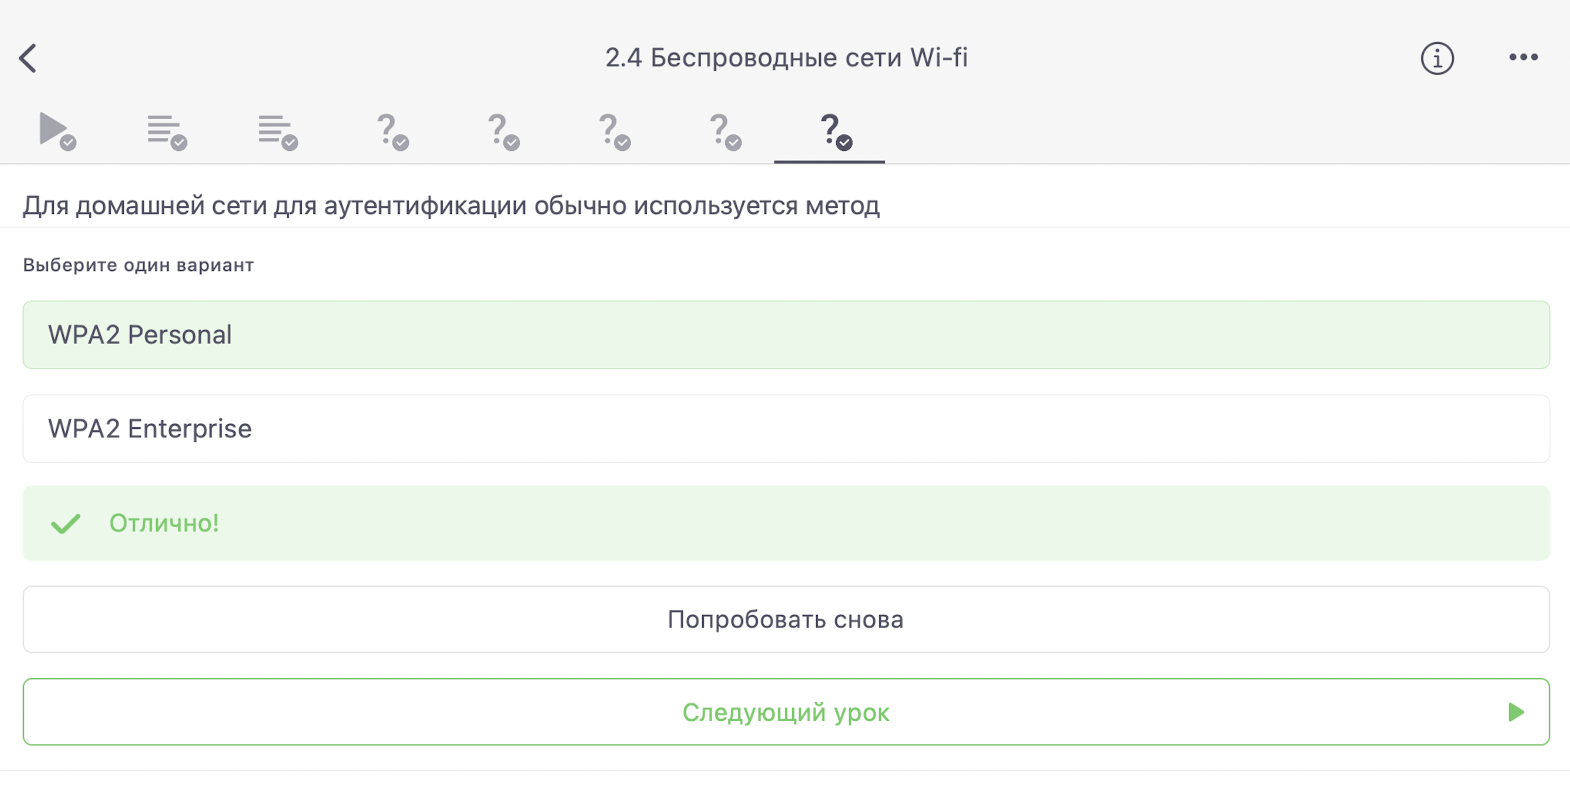 2.4 Беспроводные сети Wi-fi
Для домашней сети для аутентификации обычно используется метод
Выберите один вариант
WPA2 Personal
WPA2 Enterprise
Отлично!
Попробовать снова
Следующий урок